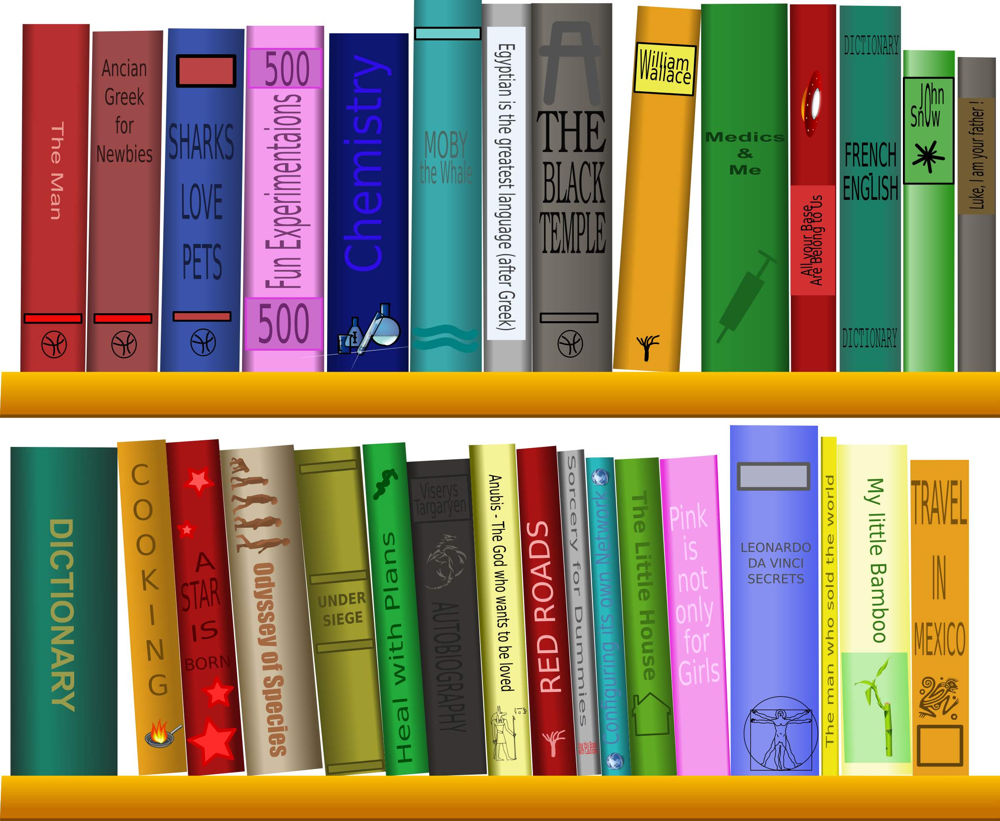 The Man
Ancian
Greek
for
Newbies
SHARKS
LOVE
PETS
500
Fun Experimentaions
500
Chemistry
MOBY
the Whale
Egyptian is the greatest language (after Greek)
THE
BLACK
TEMPLE
William
Wallace
Medics
&
Me
All your Base
Are Belong to Us
DICTIONARY
FRENCH
-
ENGLISH
DICTIONARY
JOhn
SnOw
Luke, I am your father !
DICTIONARY
COOKING
A
STAR
IS
BORN
Odyssey of Species
UNDER
SIEGE
Heal with Plans
Viserys
Targaryen
AUTOBIOGRAPHY
Anubis - The God who wants to be loved
RED ROADS
Sorcery for Dummies
Use this Book
with Caution
Configuring its own Network
The Little House
Pink
is
not
only
for
Girls
LEONARDO
DA VINCI
SECRETS
The man who sold the world
My little Bamboo
TRAVEL
IN
MEXICO